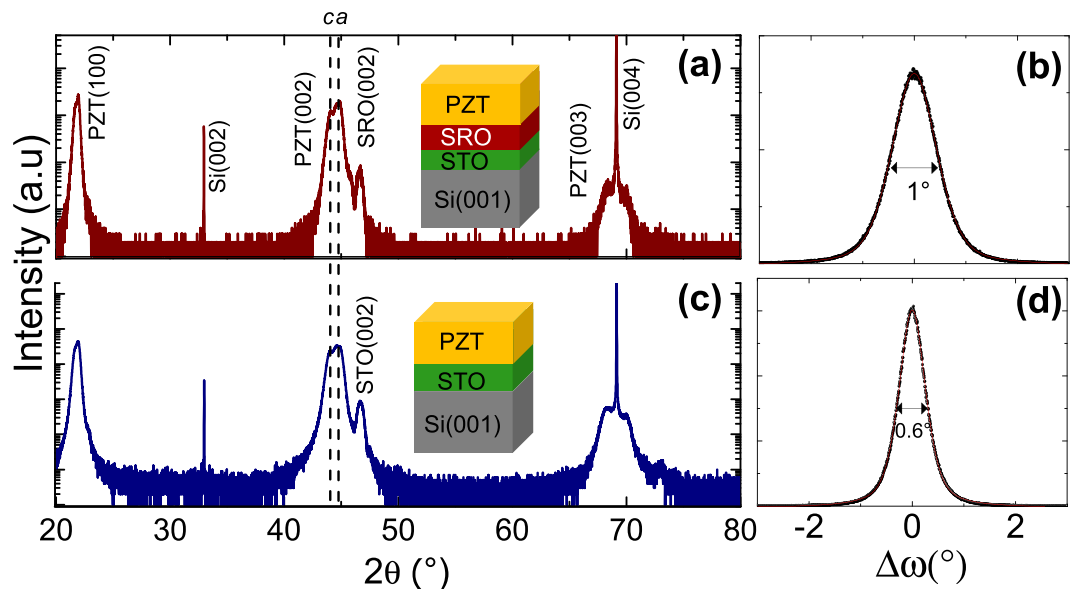 c a
(a)
PZT(100)
Si(002)
PZT(002)
SRO(002)
PZT
SRO
STO
Si(001)
PZT(003)
Si(004)
(b)
1°
Intensity (a.u)
(c)
STO(002)
PZT
STO
Si(001)
(d)
0.6°
20 30 40 50 60 70 80
2θ (°)
-2 0 2
Δω(°)